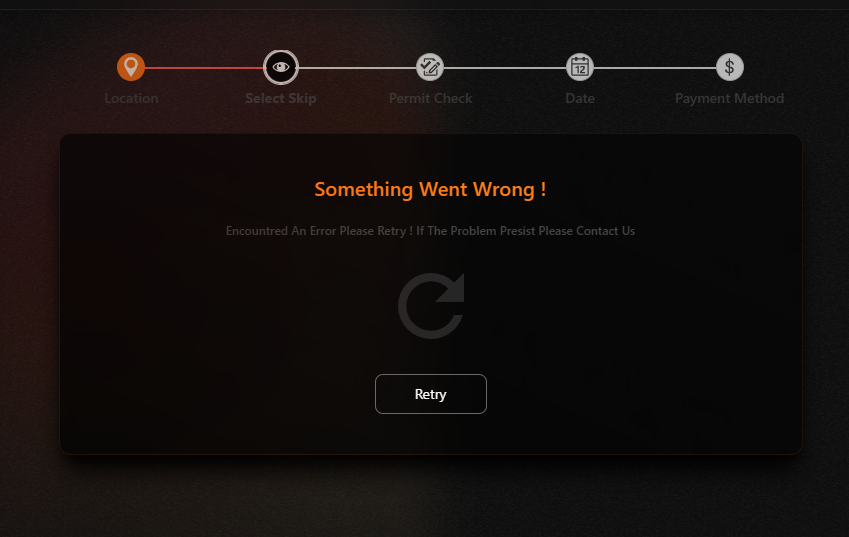 Location
Select Skip
Permit Check
12
Date
$
Payment Method
Something Went Wrong !
Encountred An Error Please Retry ! If The Problem Presist Please Contact Us
Retry